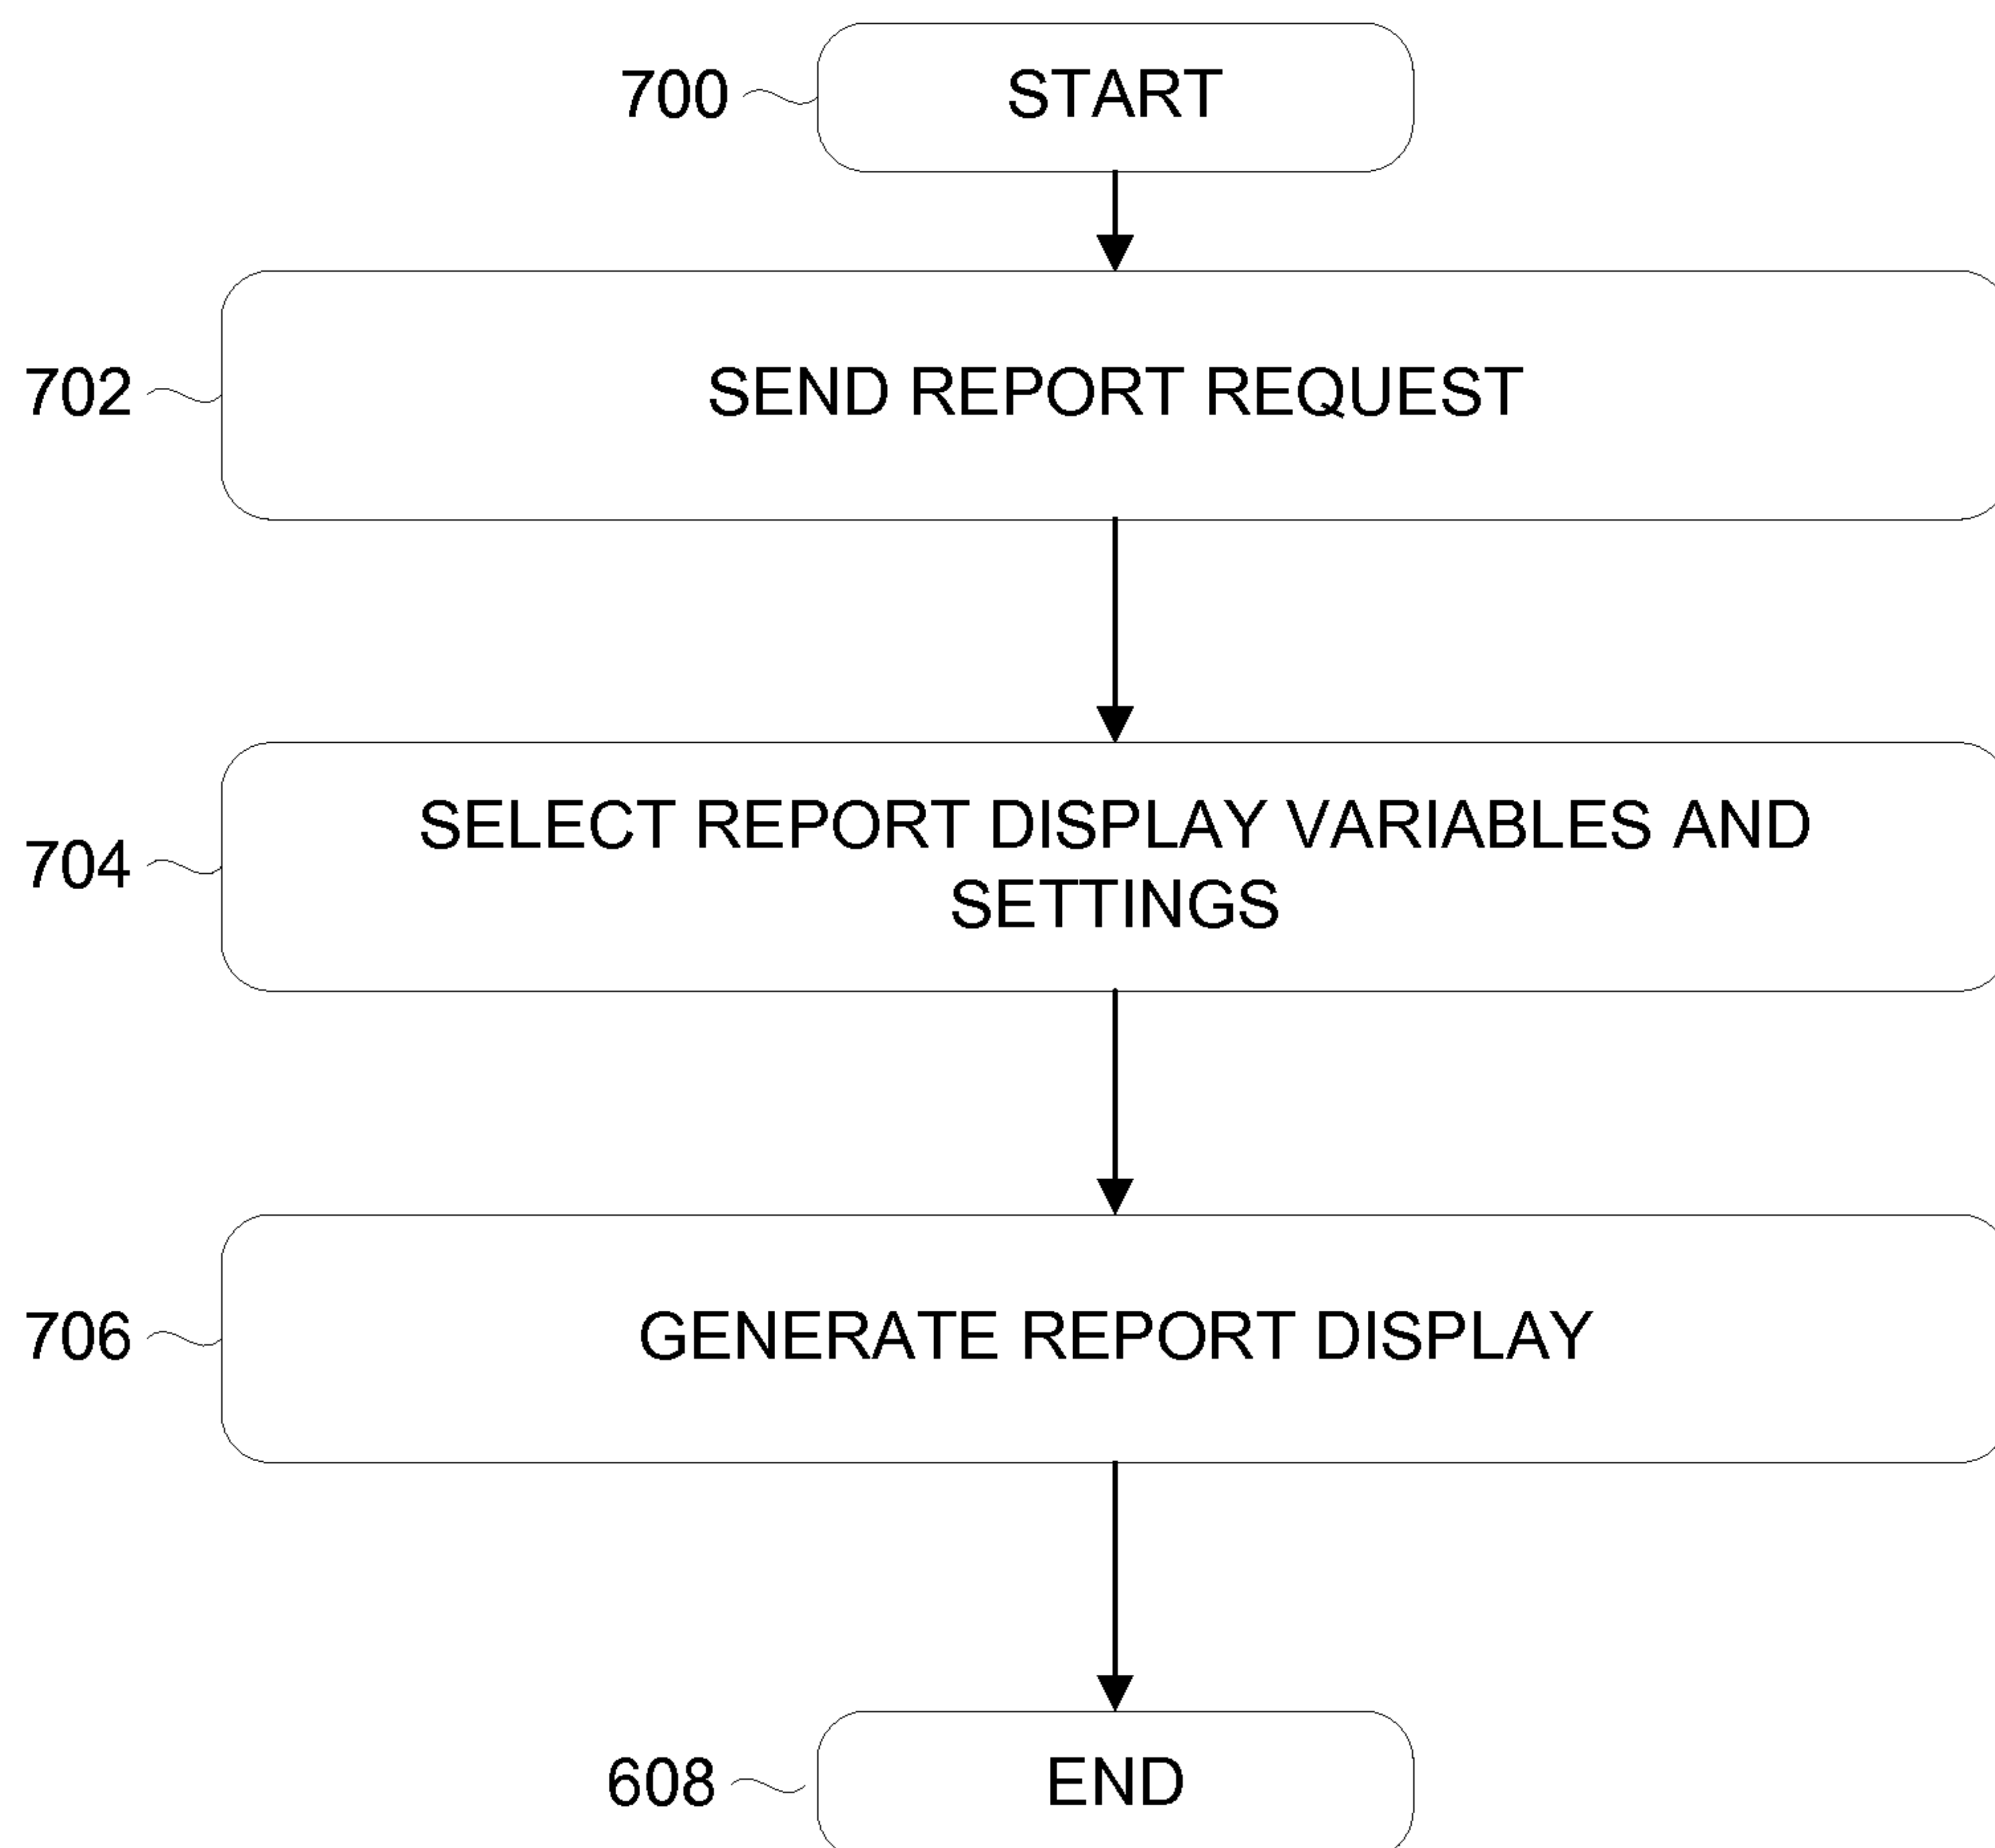 700 START
702 SEND REPORT REQUEST
704 SELECT REPORT DISPLAY VARIABLES AND
SETTINGS
706 GENERATE REPORT DISPLAY
608 END